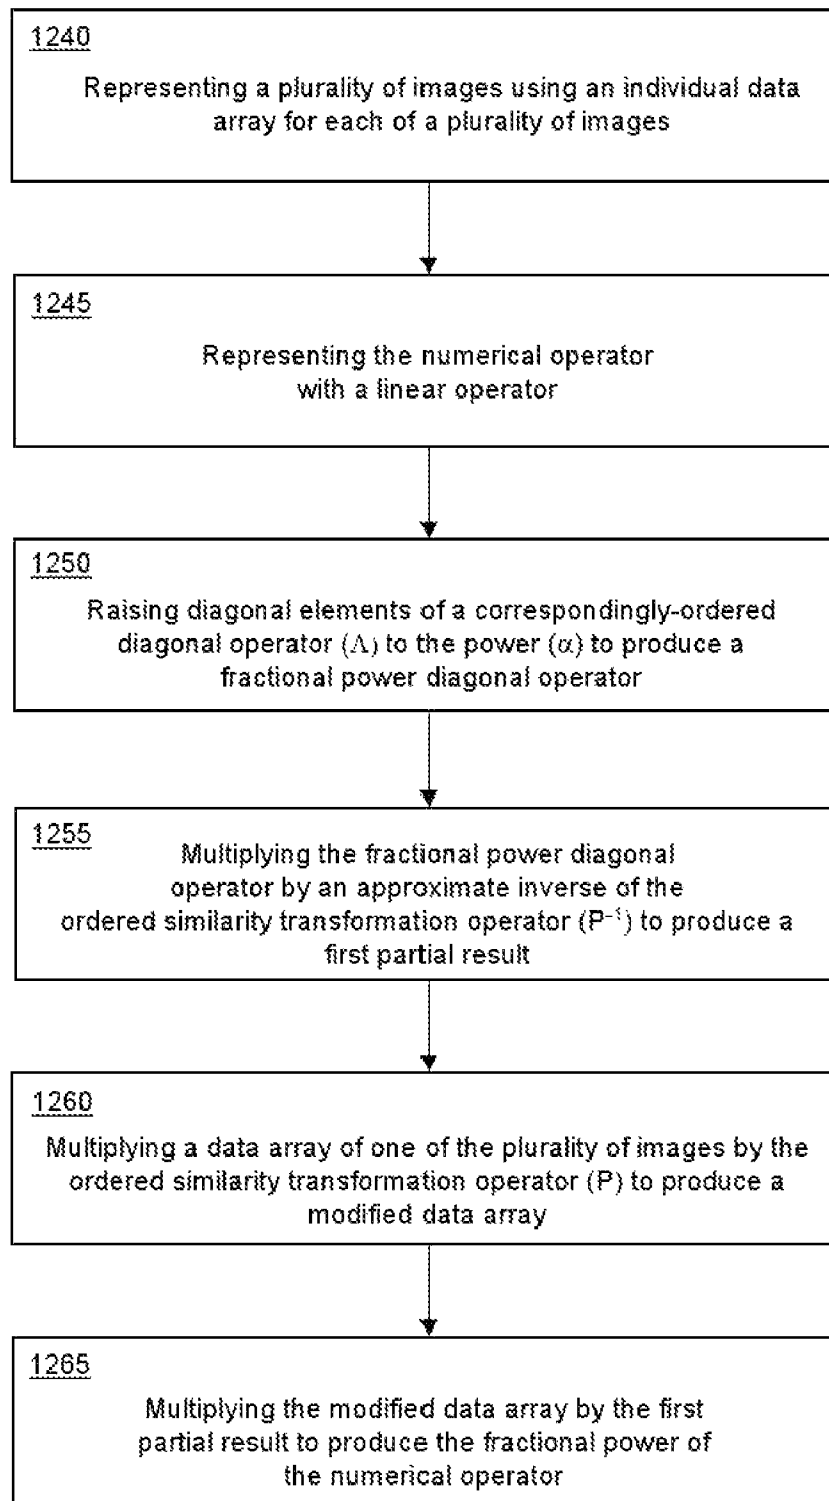 1240
Representing a plurality of images using an individual data
array for each of a plurality of images
1245
Representing the numerical operator
with a linear operator
1250
Raising diagonal elements of a correspondingly-ordered
diagonal operator (Λ) to the power (α) to produce a
fractional power diagonal operator
1255
Multiplying the fractional power diagonal
operator by an approximate inverse of the
ordered similarity transformation operator (P⁻¹) to produce a
first partial result
1260
Multiplying a data array of one of the plurality of images by the
ordered similarity transformation operator (P) to produce a
modified data array
1265
Multiplying the modified data array by the first
partial result to produce the fractional power of
the numerical operator